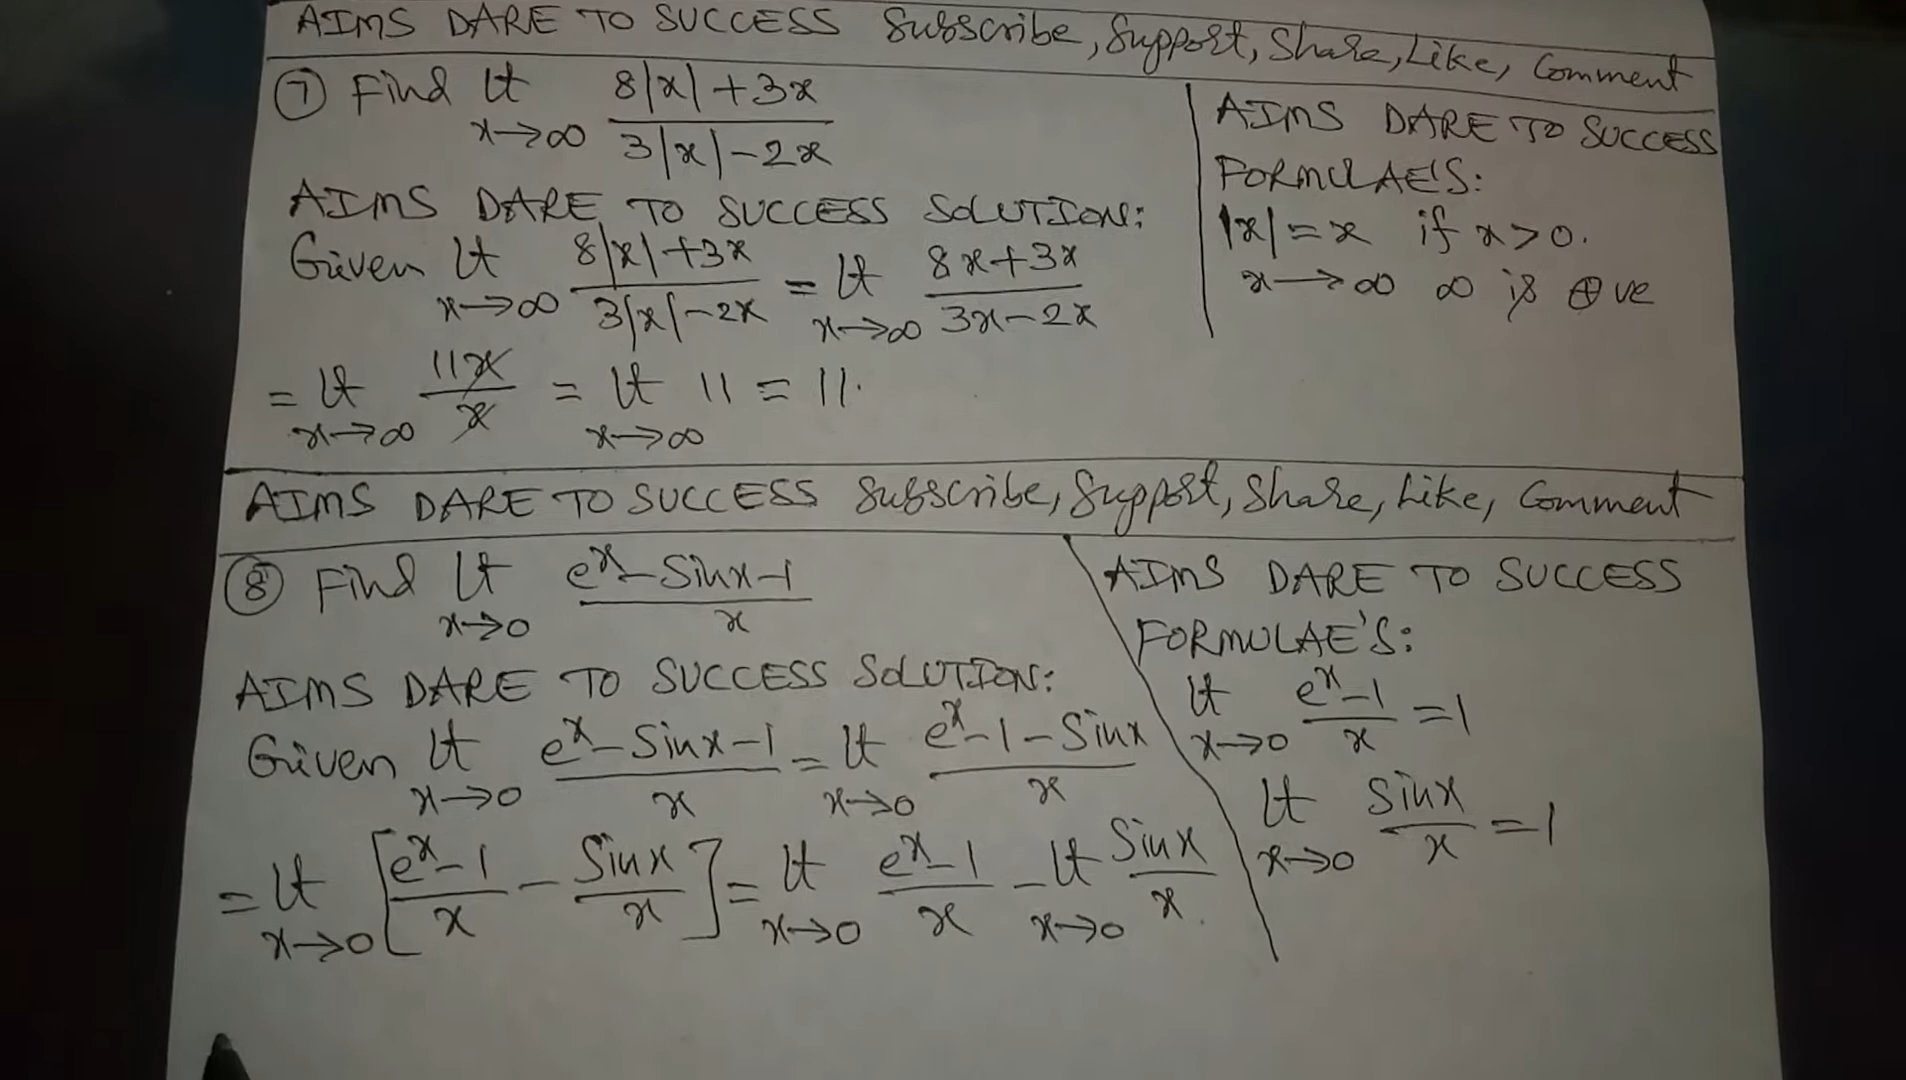 AIMS DARE TO SUCCESS Subscribe, Support, Share, Like, Comment
⑦ Find Lt x→∞ (8|x|+3x)/(3|x|-2x)
AIMS DARE TO SUCCESS SOLUTION:
Given Lt x→∞ (8|x|+3x)/(3|x|-2x) = Lt x→∞ (8x+3x)/(3x-2x)
= Lt x→∞ 11x/x = Lt x→∞ 11 = 11.
AIMS DARE TO SUCCESS
FORMULAE'S:
|x| = x if x>0.
x→∞ ∞ is ⊕ve
AIMS DARE TO SUCCESS Subscribe, Support, Share, Like, Comment
⑧ Find Lt x→0 (e^x-Sinx-1)/x
AIMS DARE TO SUCCESS SOLUTION:
Given Lt x→0 (e^x-Sinx-1)/x = Lt x→0 (e^x-1-Sinx)/x
= Lt x→0 [(e^x-1)/x - Sinx/x] = Lt x→0 (e^x-1)/x - Lt x→0 Sinx/x.
AIMS DARE TO SUCCESS
FORMULAE'S:
Lt x→0 (e^x-1)/x = 1
Lt x→0 Sinx/x = 1